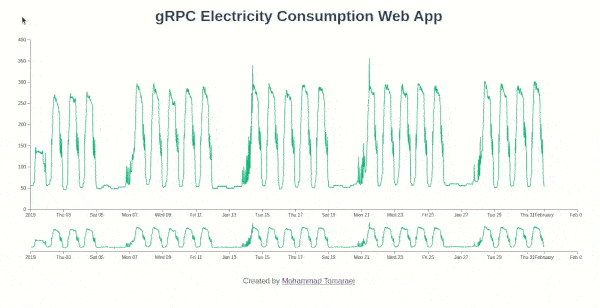 gRPC Electricity Consumption Web App
400
350
300
250
200
150
100
50
0
2019 Thu 03 Sat 05 Mon 07 Wed 09 Fri 11 Jan 13 Tue 15 Thu 17 Sat 19 Mon 21 Wed 23 Fri 25 Jan 27 Tue 29 Thu 31 February Feb 0
2019 Thu 03 Sat 05 Mon 07 Wed 09 Fri 11 Jan 13 Tue 15 Thu 17 Sat 19 Mon 21 Wed 23 Fri 25 Jan 27 Tue 29 Thu 31 February Feb 0
Created by Mohammad Tomaraei